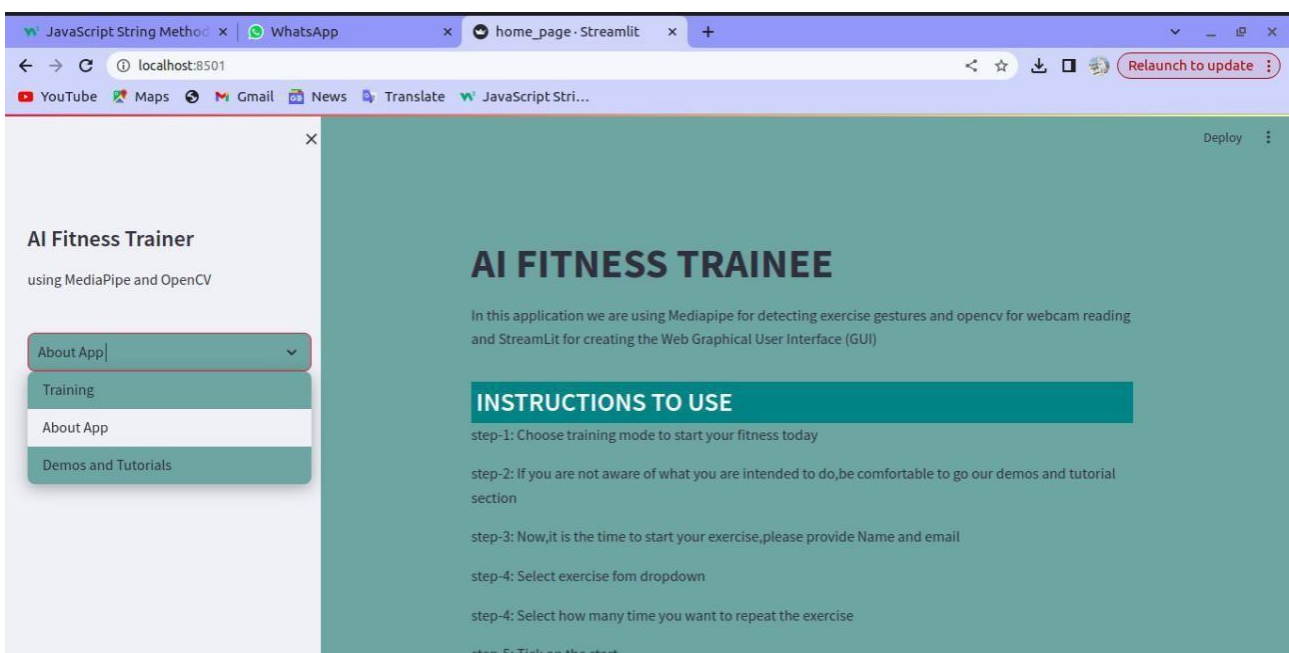 JavaScript String Method
WhatsApp
home_page · Streamlit
localhost:8501
Relaunch to update
YouTube
Maps
Gmail
News
Translate
JavaScript Stri...
Deploy
AI Fitness Trainer
using MediaPipe and OpenCV
About App
Training
About App
Demos and Tutorials
AI FITNESS TRAINEE
In this application we are using Mediapipe for detecting exercise gestures and opencv for webcam reading
and StreamLit for creating the Web Graphical User Interface (GUI)
INSTRUCTIONS TO USE
step-1: Choose training mode to start your fitness today
step-2: If you are not aware of what you are intended to do,be comfortable to go our demos and tutorial
section
step-3: Now,it is the time to start your exercise,please provide Name and email
step-4: Select exercise fom dropdown
step-4: Select how many time you want to repeat the exercise
step-5: Tick on the start